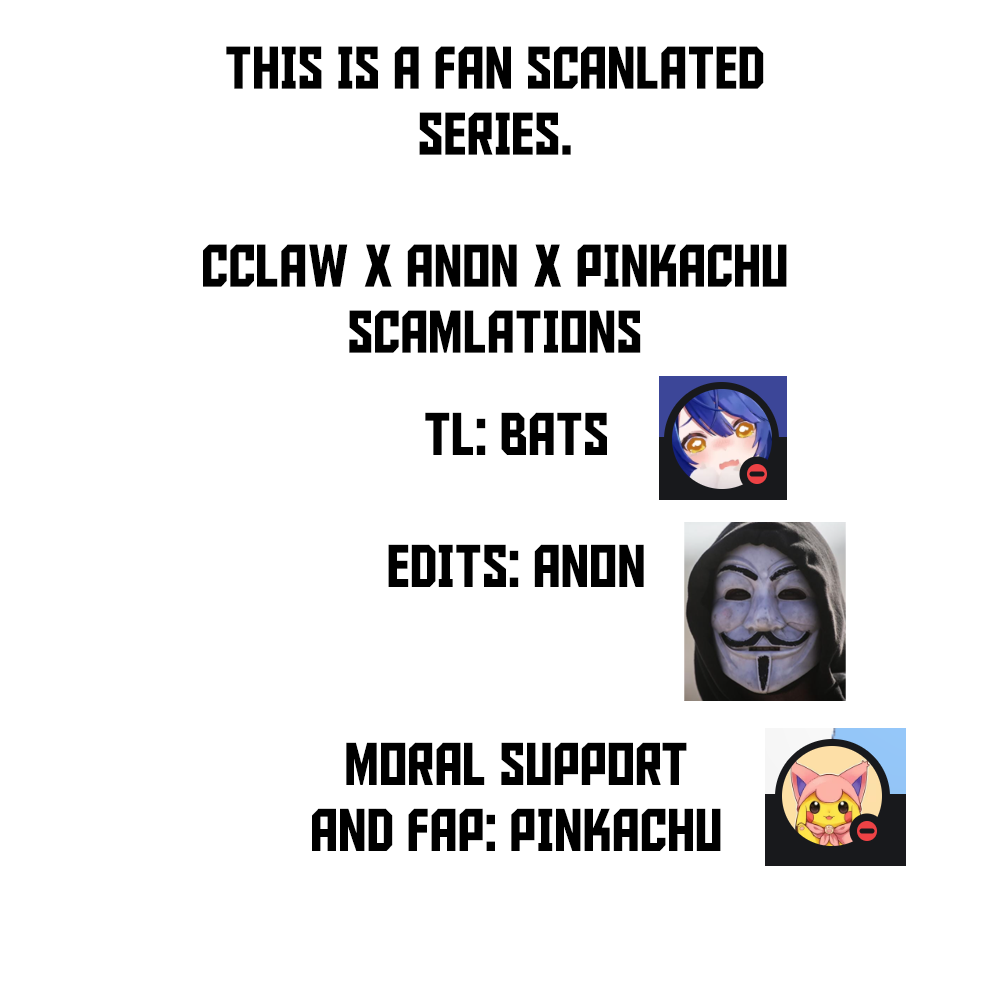 THIS IS A FAN SCANLATED
SERIES.
CCLAW X ANON X PINKACHU
SCAMLATIONS
TL: BATS
EDITS: ANON
MORAL SUPPORT
AND FAP: PINKACHU